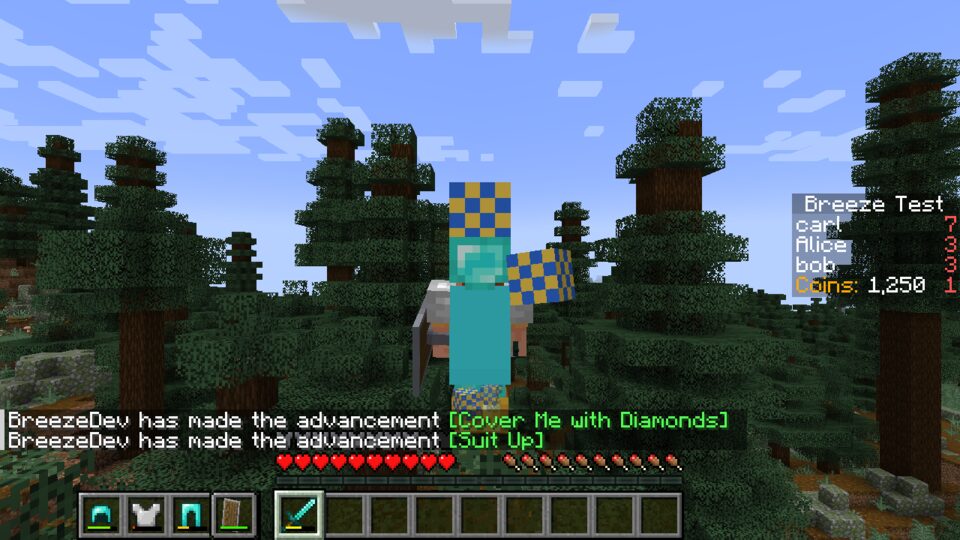 Breeze Test
carl 7
Alice 3
bob 3
Coins: 1,250 1
BreezeDev has made the advancement [Cover Me with Diamonds]
BreezeDev has made the advancement [Suit Up]